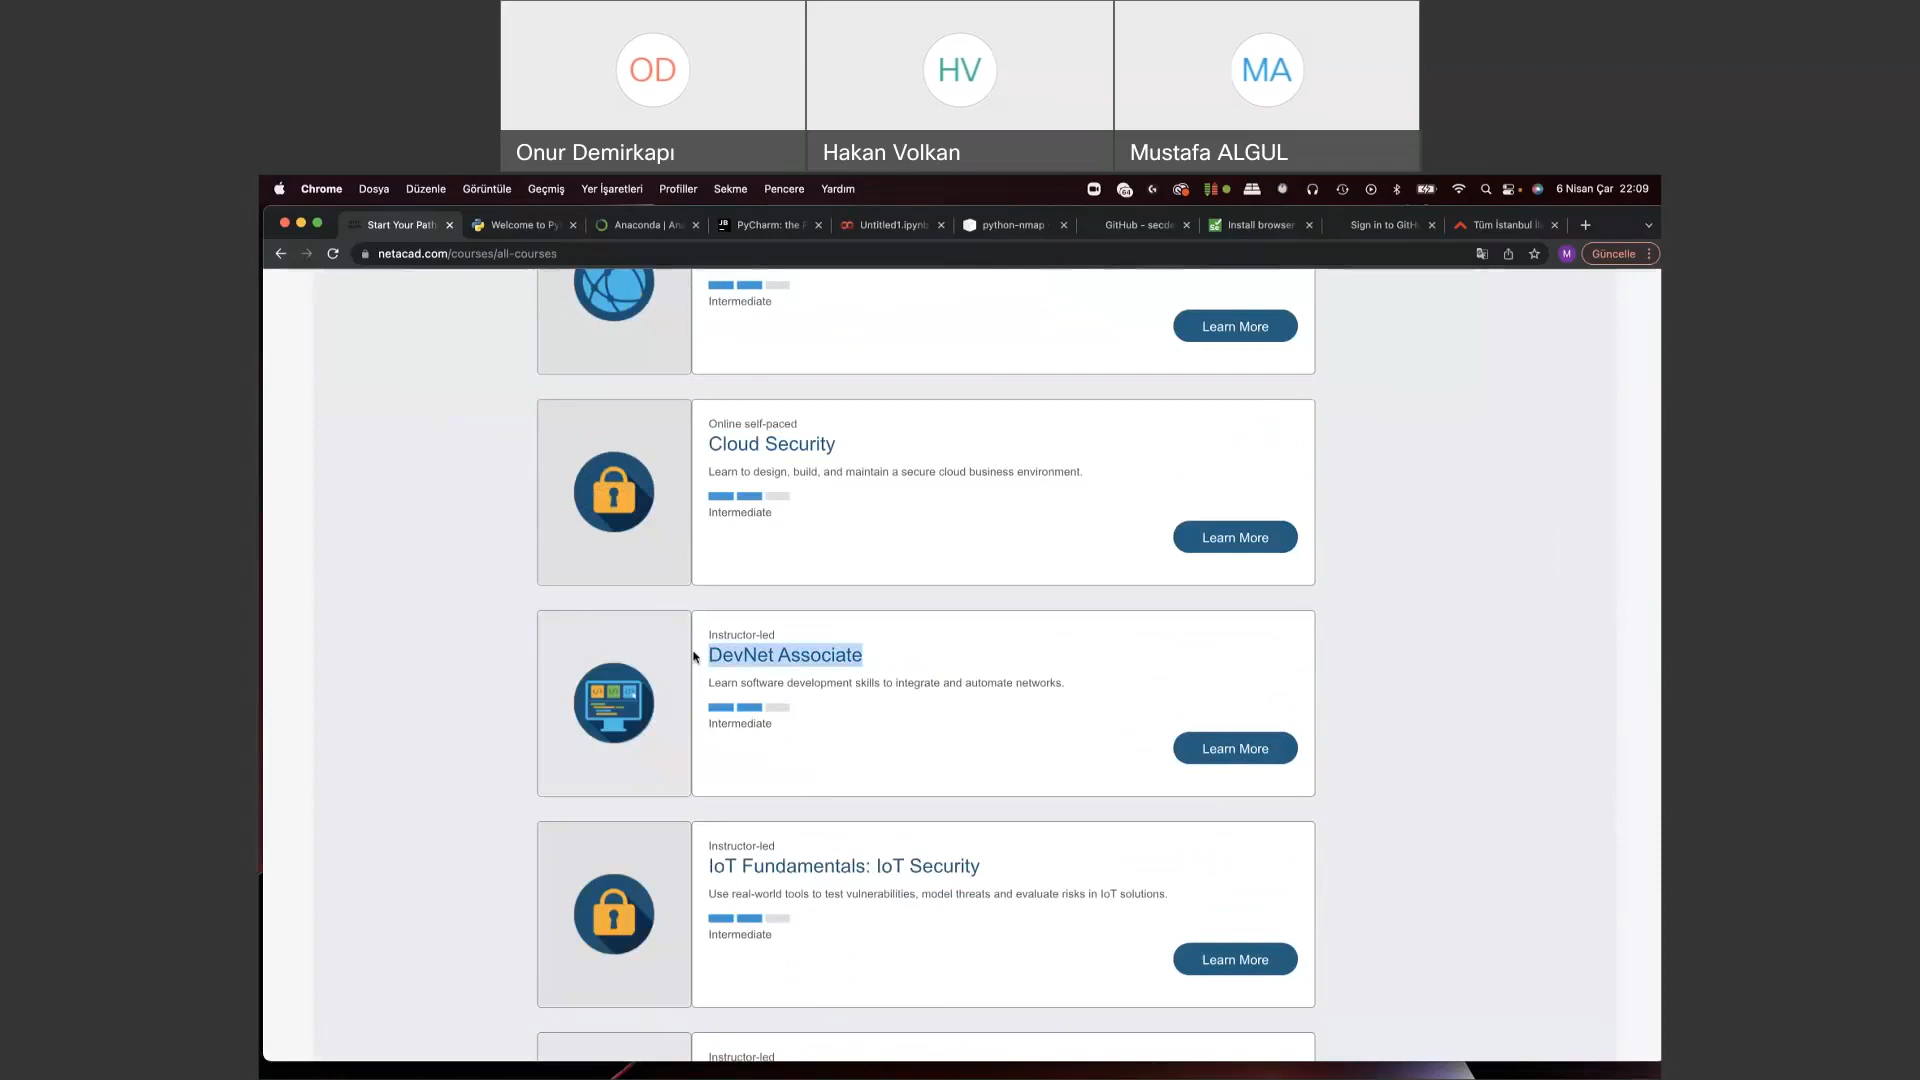 OD
HV
MA
Onur Demirkapı
Hakan Volkan
Mustafa ALGUL
Chrome Dosya Düzenle Görüntüle Geçmiş Yer İşaretleri Profiller Sekme Pencere Yardım
64
6 Nisan Çar 22:09
Start Your Path
Welcome to Py
Anaconda | An
PyCharm: the P
Untitled1.ipynb
python-nmap
GitHub - secde
Install browser
Sign in to GitH
Tüm İstanbul İl
netacad.com/courses/all-courses
M
Güncelle
Intermediate
Learn More
Online self-paced
Cloud Security
Learn to design, build, and maintain a secure cloud business environment.
Intermediate
Learn More
Instructor-led
DevNet Associate
Learn software development skills to integrate and automate networks.
Intermediate
Learn More
Instructor-led
IoT Fundamentals: IoT Security
Use real-world tools to test vulnerabilities, model threats and evaluate risks in IoT solutions.
Intermediate
Learn More
Instructor-led